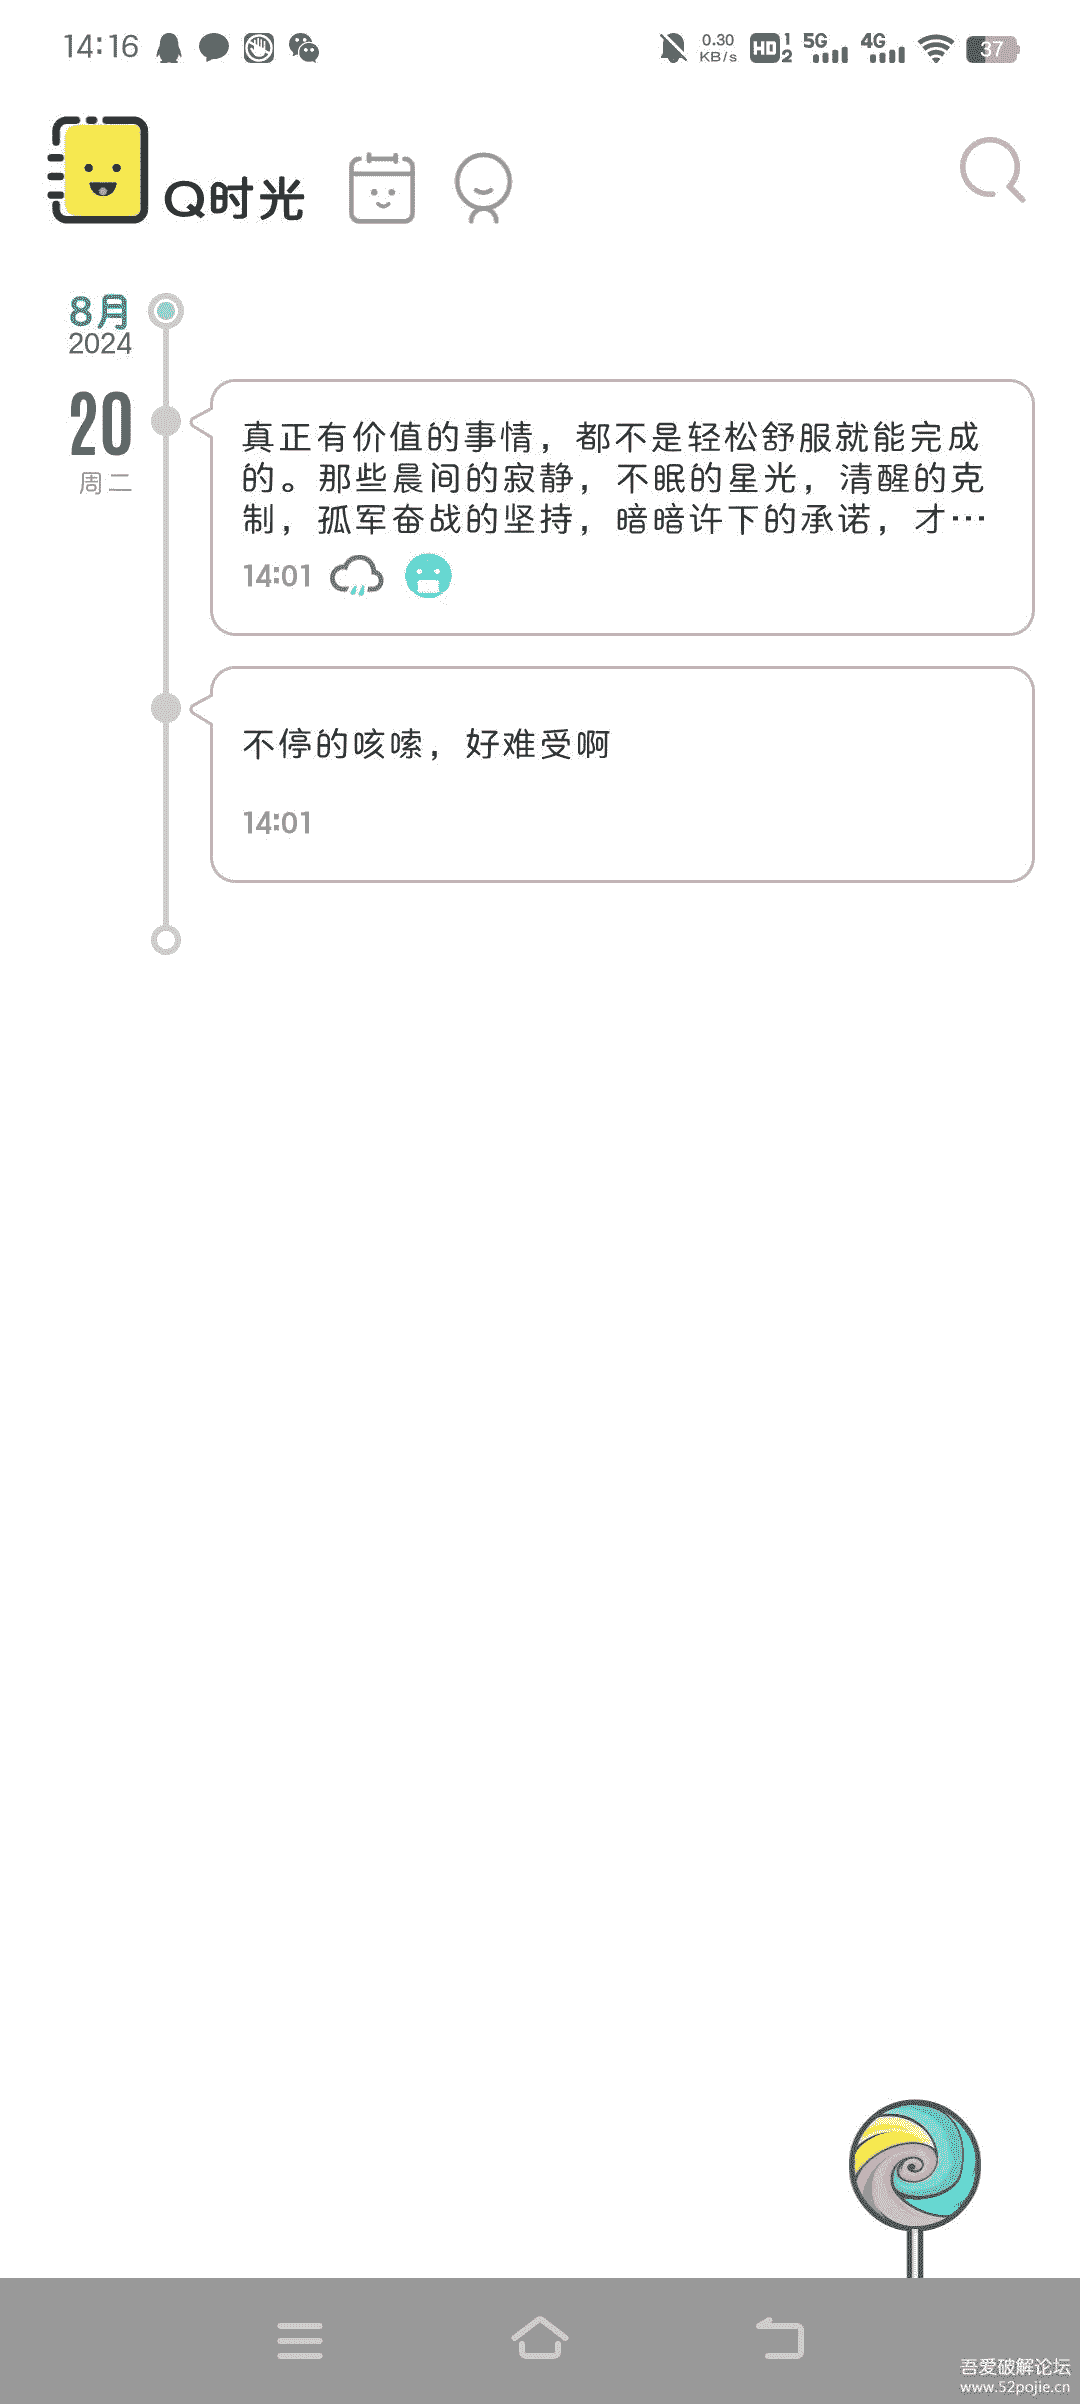 14:16
0.30
KB/s
HD 1 2
5G
4G
37
Q时光
8月
2024
20
周二
真正有价值的事情，都不是轻松舒服就能完成
的。那些晨间的寂静，不眠的星光，清醒的克
制，孤军奋战的坚持，暗暗许下的承诺，才…
14:01
不停的咳嗦，好难受啊
14:01
吾爱破解论坛
www.52pojie.cn